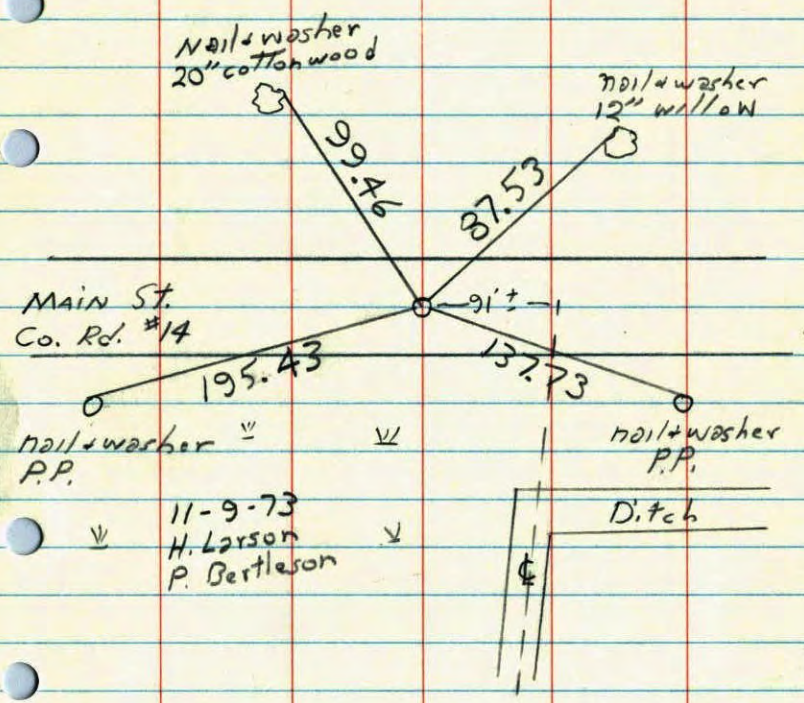 Nail & washer
20" cottonwood
nail & washer
12" willow
99.46
87.53
MAIN St.
Co. Rd. #14
91'±
195.43
137.73
nail & washer
P.P.
nail & washer
P.P.
11-9-73
H. Larson
P. Bertleson
Ditch
℄